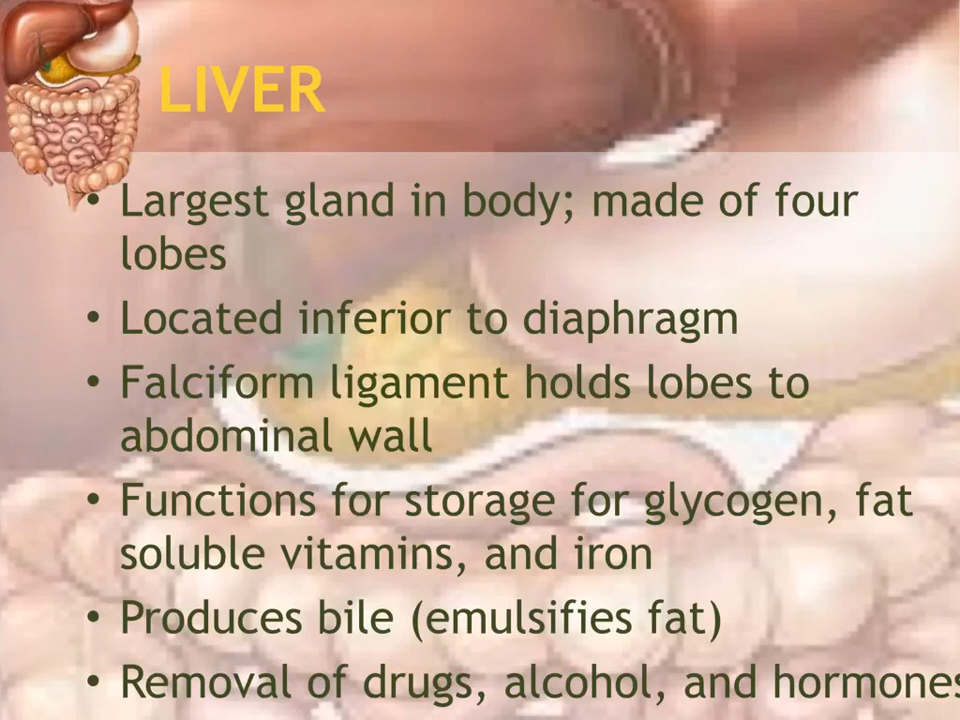 LIVER
• Largest gland in body; made of four
lobes
• Located inferior to diaphragm
• Falciform ligament holds lobes to
abdominal wall
• Functions for storage for glycogen, fat
soluble vitamins, and iron
• Produces bile (emulsifies fat)
• Removal of drugs, alcohol, and hormones